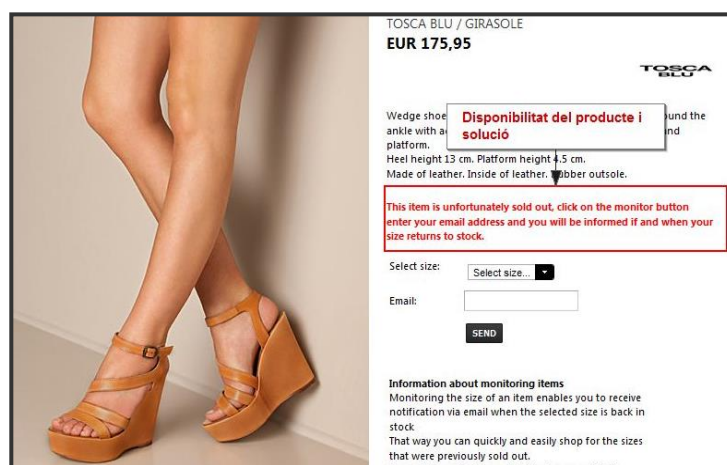 TOSCA BLU / GIRASOLE
EUR 175,95
TOSCA
BLU
Wedge shoe
Disponibilitat del producte i
solució
ound the
ankle with a
and
platform.
Heel height 13 cm. Platform height 4.5 cm.
Made of leather. Inside of leather. Rubber outsole.
This item is unfortunately sold out, click on the monitor button
enter your email address and you will be informed if and when your
size returns to stock.
Select size:
Select size...
Email:
SEND
Information about monitoring items
Monitoring the size of an item enables you to receive
notification via email when the selected size is back in
stock
That way you can quickly and easily shop for the sizes
that were previously sold out.